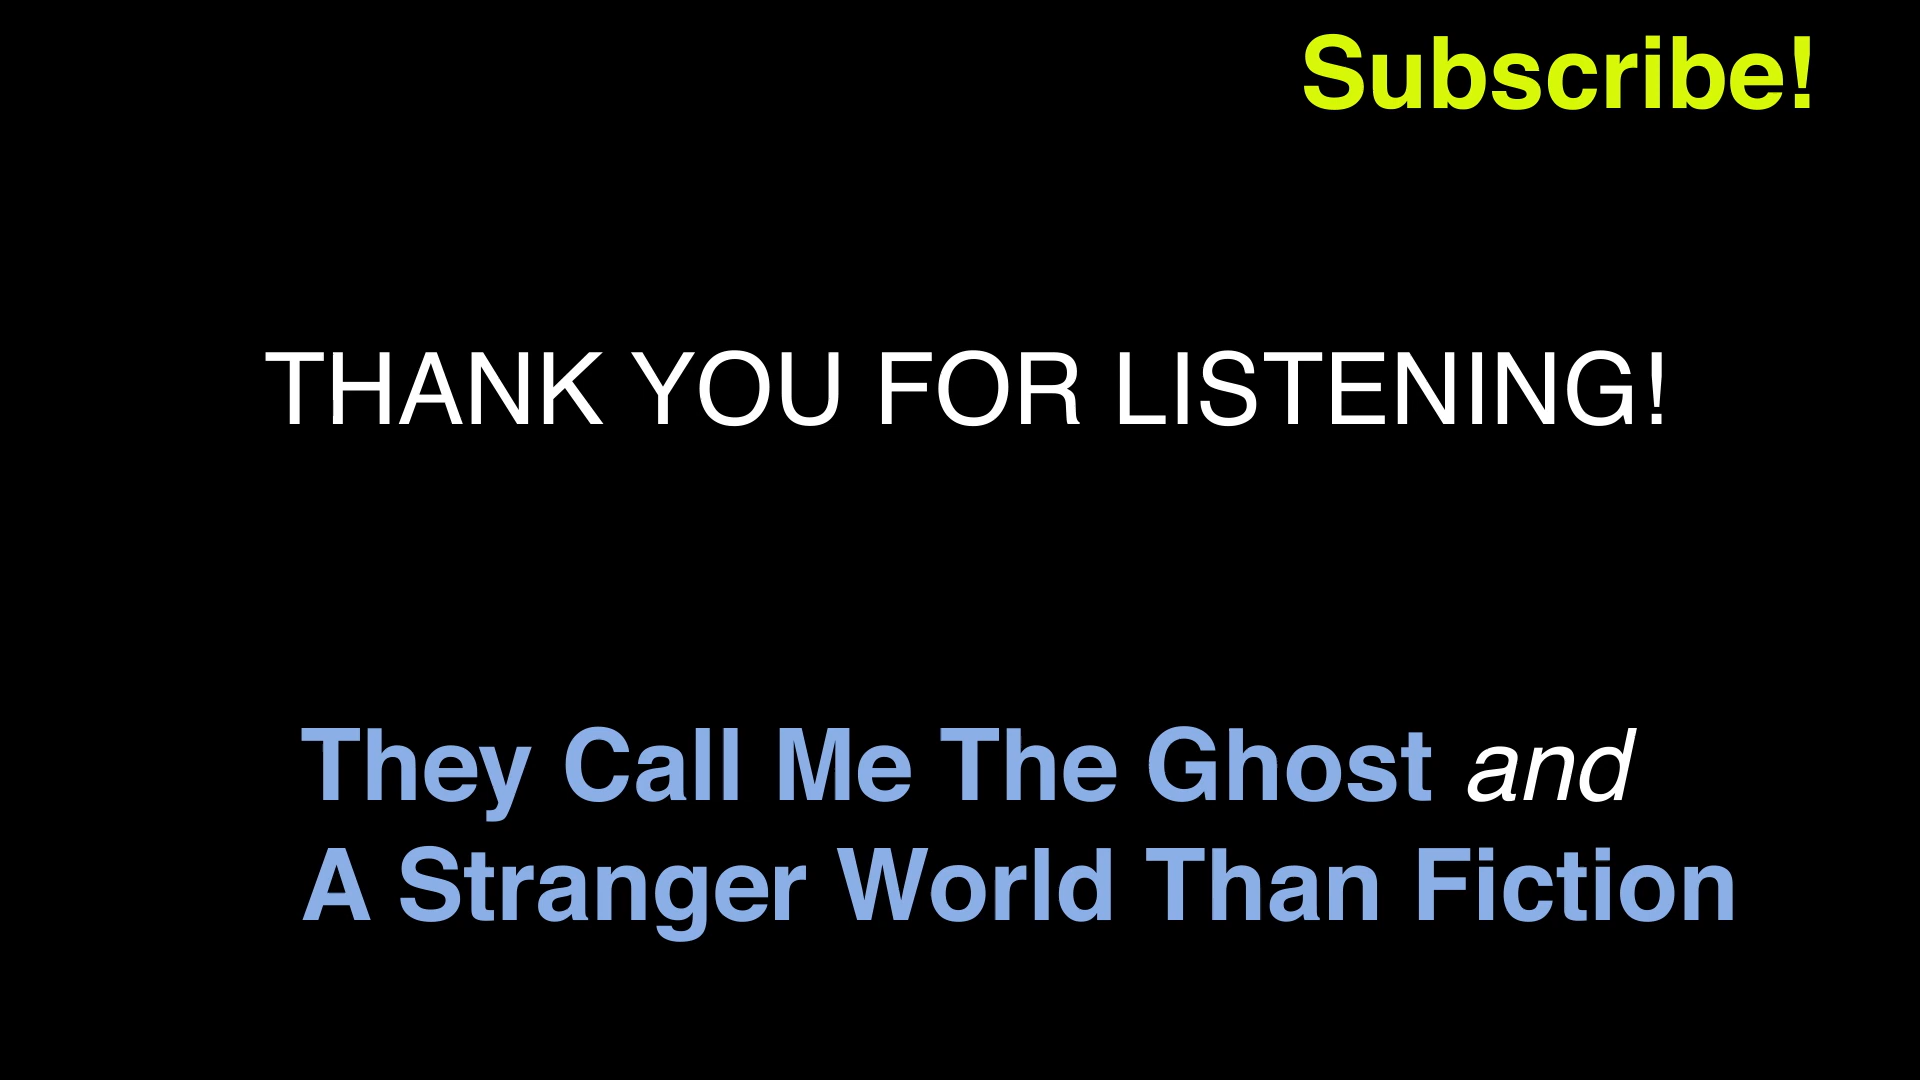 Subscribe!
THANK YOU FOR LISTENING!
They Call Me The Ghost and
A Stranger World Than Fiction